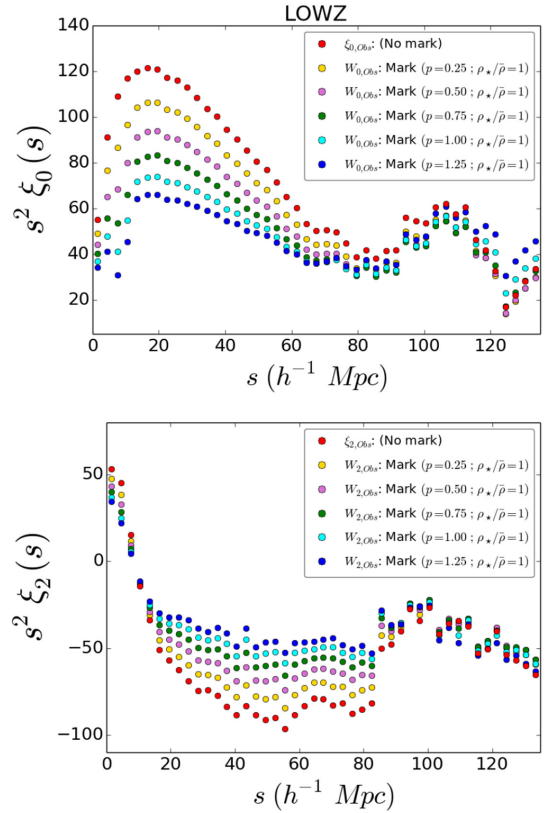 LOWZ
140
120
100
80
60
40
20
s² ξ₀(s)
ξ₀,Obs: (No mark)
W₀,Obs: Mark (p=0.25 ; ρ⋆/ρ̄=1)
W₀,Obs: Mark (p=0.50 ; ρ⋆/ρ̄=1)
W₀,Obs: Mark (p=0.75 ; ρ⋆/ρ̄=1)
W₀,Obs: Mark (p=1.00 ; ρ⋆/ρ̄=1)
W₀,Obs: Mark (p=1.25 ; ρ⋆/ρ̄=1)
0 20 40 60 80 100 120
s (h⁻¹ Mpc)
50
0
−50
−100
s² ξ₂(s)
ξ₂,Obs: (No mark)
W₂,Obs: Mark (p=0.25 ; ρ⋆/ρ̄=1)
W₂,Obs: Mark (p=0.50 ; ρ⋆/ρ̄=1)
W₂,Obs: Mark (p=0.75 ; ρ⋆/ρ̄=1)
W₂,Obs: Mark (p=1.00 ; ρ⋆/ρ̄=1)
W₂,Obs: Mark (p=1.25 ; ρ⋆/ρ̄=1)
0 20 40 60 80 100 120
s (h⁻¹ Mpc)